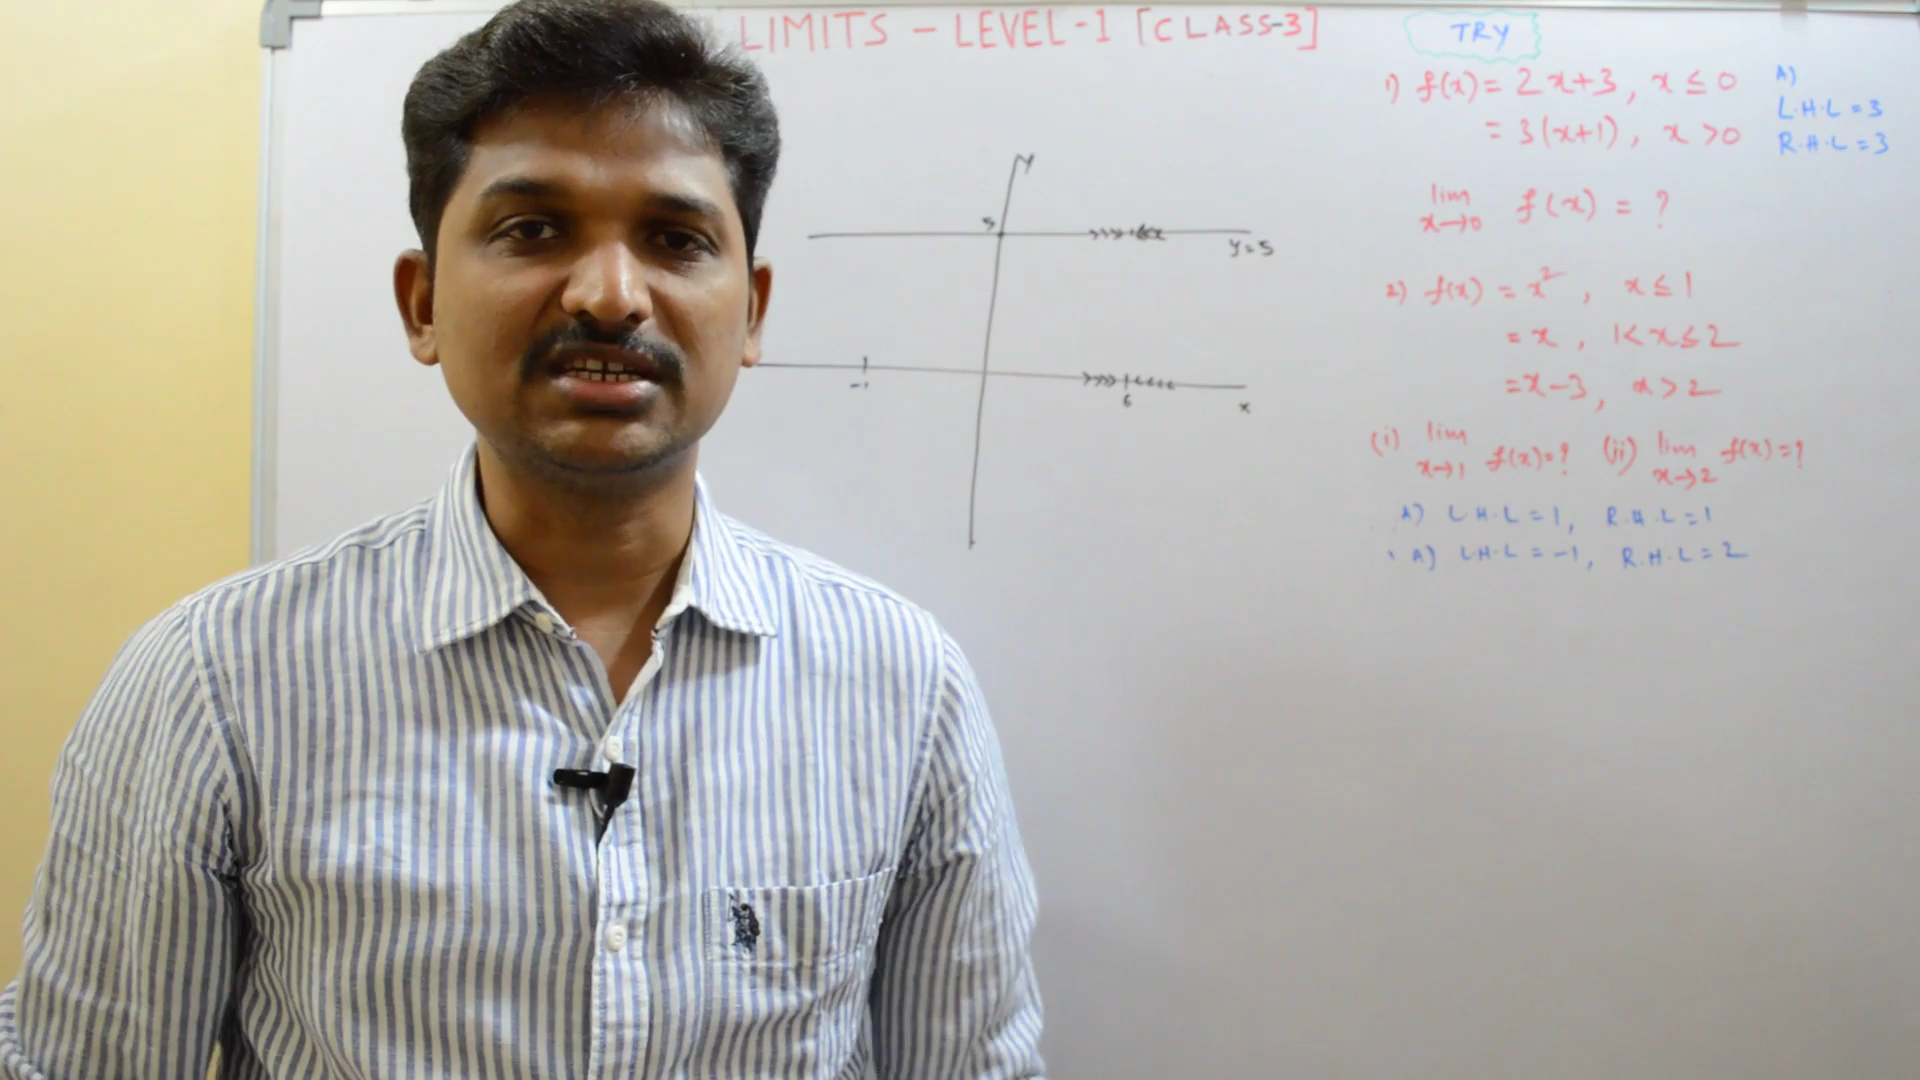 LIMITS – LEVEL-1 [CLASS-3]
y
5
y=5
-1
6
x
TRY
1) f(x) = 2x+3, x ≤ 0
= 3(x+1), x >0
A)
L.H.L = 3
R.H.L = 3
lim x→0 f(x) = ?
2) f(x) = x², x ≤ 1
= x, 1< x ≤ 2
= x-3, x > 2
(i) lim x→1 f(x)=? (ii) lim x→2 f(x)=?
A) L.H.L = 1, R.H.L = 1
A) L.H.L = -1, R.H.L = 2